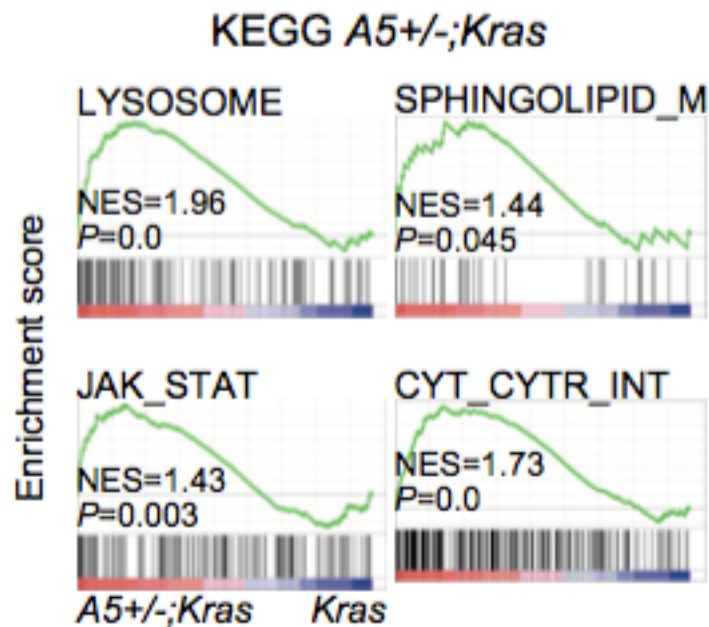 KEGG A5+/-;Kras
Enrichment score
LYSOSOME
NES=1.96
P=0.0
SPHINGOLIPID_M
NES=1.44
P=0.045
JAK_STAT
NES=1.43
P=0.003
CYT_CYTR_INT
NES=1.73
P=0.0
A5+/-;Kras Kras